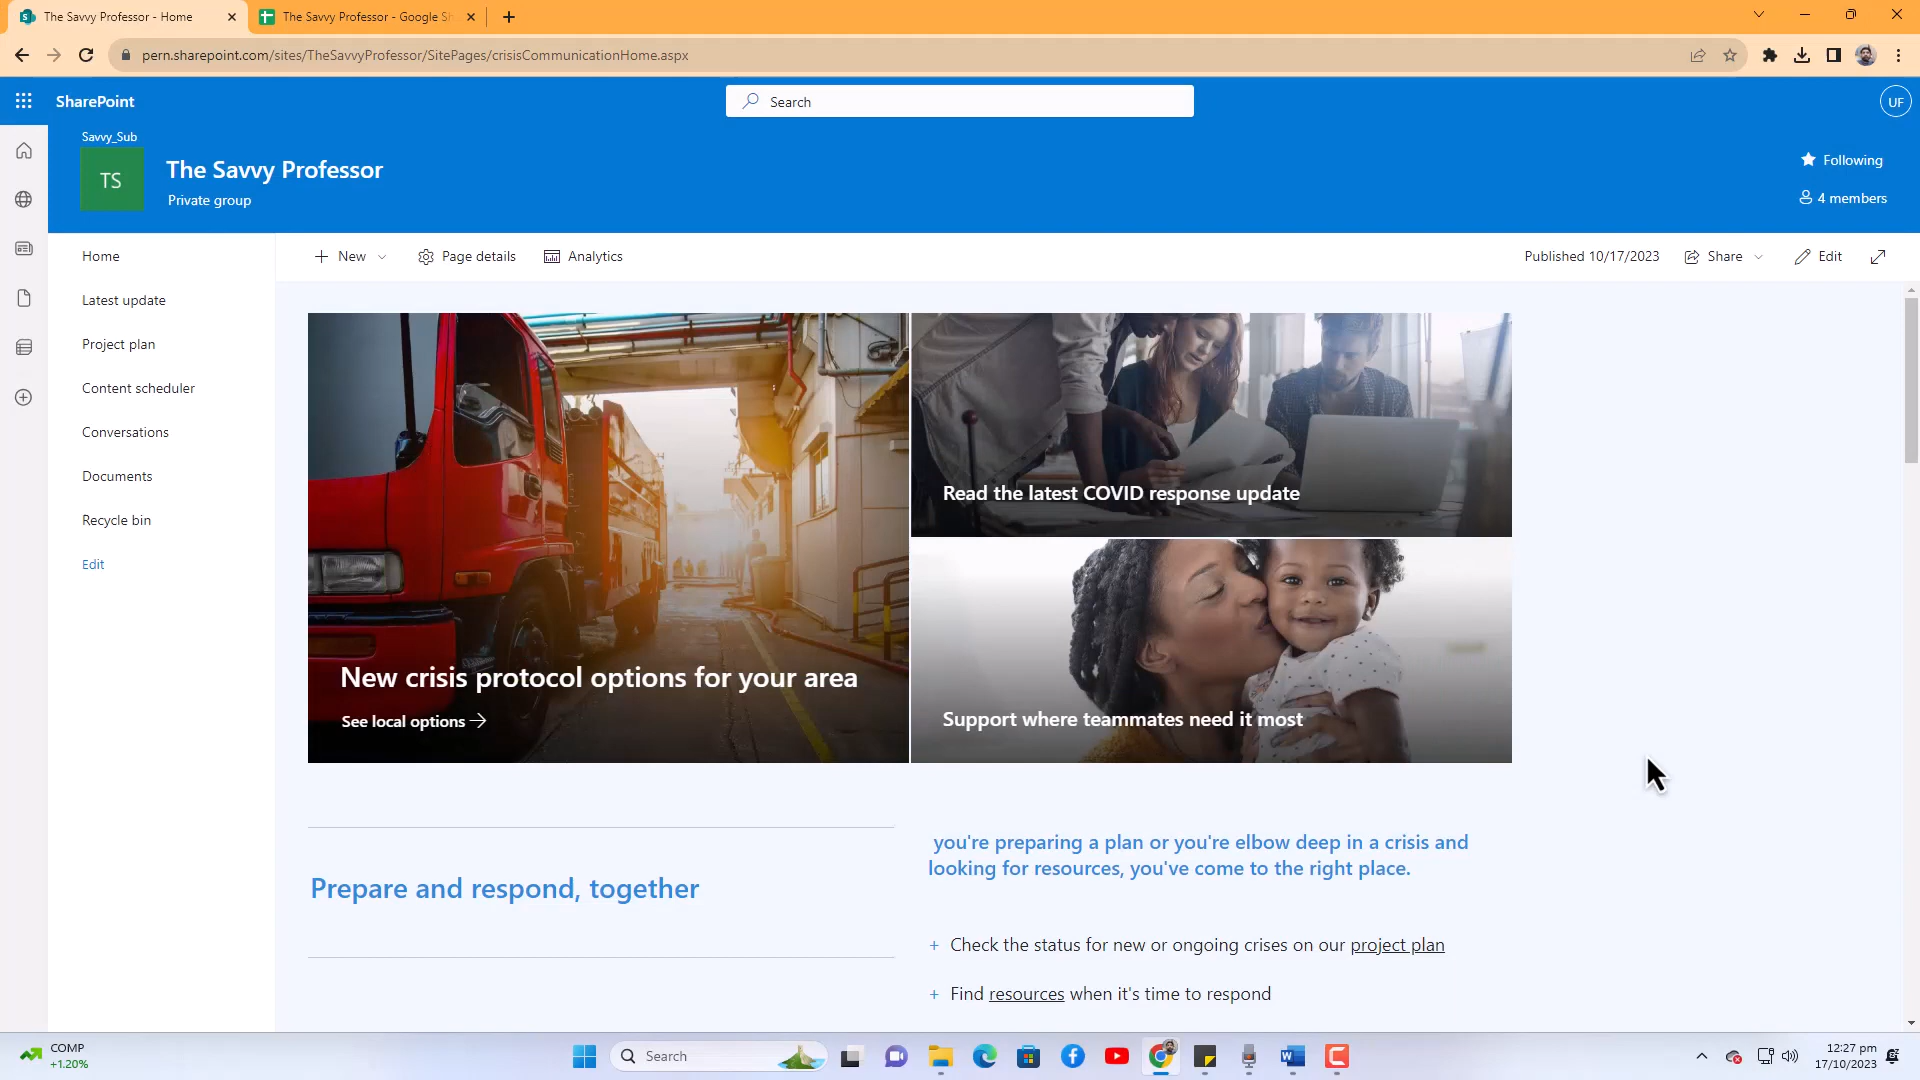 The Savvy Professor - Home
The Savvy Professor - Google Sh
pern.sharepoint.com/sites/TheSavvyProfessor/SitePages/crisisCommunicationHome.aspx
SharePoint
Search
UF
Savvy_Sub
TS
The Savvy Professor
Private group
Following
4 members
Home
Latest update
Project plan
Content scheduler
Conversations
Documents
Recycle bin
Edit
New
Page details
Analytics
Published 10/17/2023
Share
Edit
New crisis protocol options for your area
See local options
Read the latest COVID response update
Support where teammates need it most
Prepare and respond, together
you're preparing a plan or you're elbow deep in a crisis and
looking for resources, you've come to the right place.
+ Check the status for new or ongoing crises on our project plan
+ Find resources when it's time to respond
COMP
+1.20%
Search
12:27 pm
17/10/2023